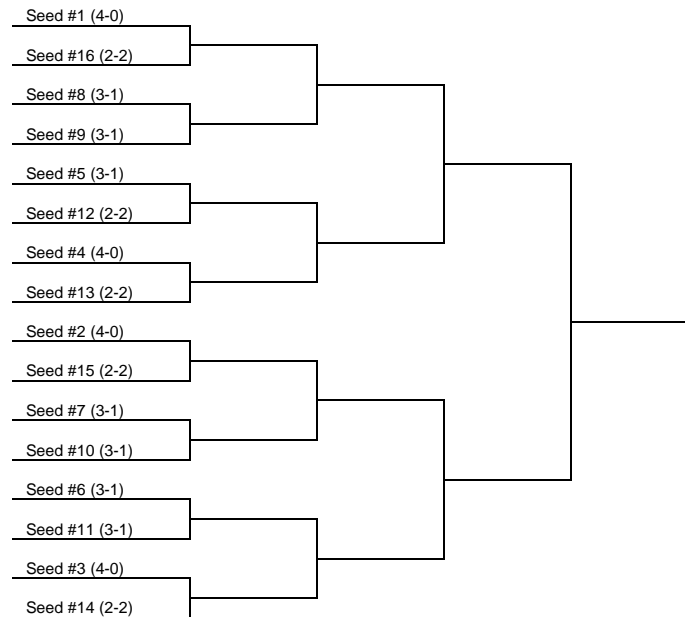 Seed #1 (4-0)
Seed #16 (2-2)
Seed #8 (3-1)
Seed #9 (3-1)
Seed #5 (3-1)
Seed #12 (2-2)
Seed #4 (4-0)
Seed #13 (2-2)
Seed #2 (4-0)
Seed #15 (2-2)
Seed #7 (3-1)
Seed #10 (3-1)
Seed #6 (3-1)
Seed #11 (3-1)
Seed #3 (4-0)
Seed #14 (2-2)